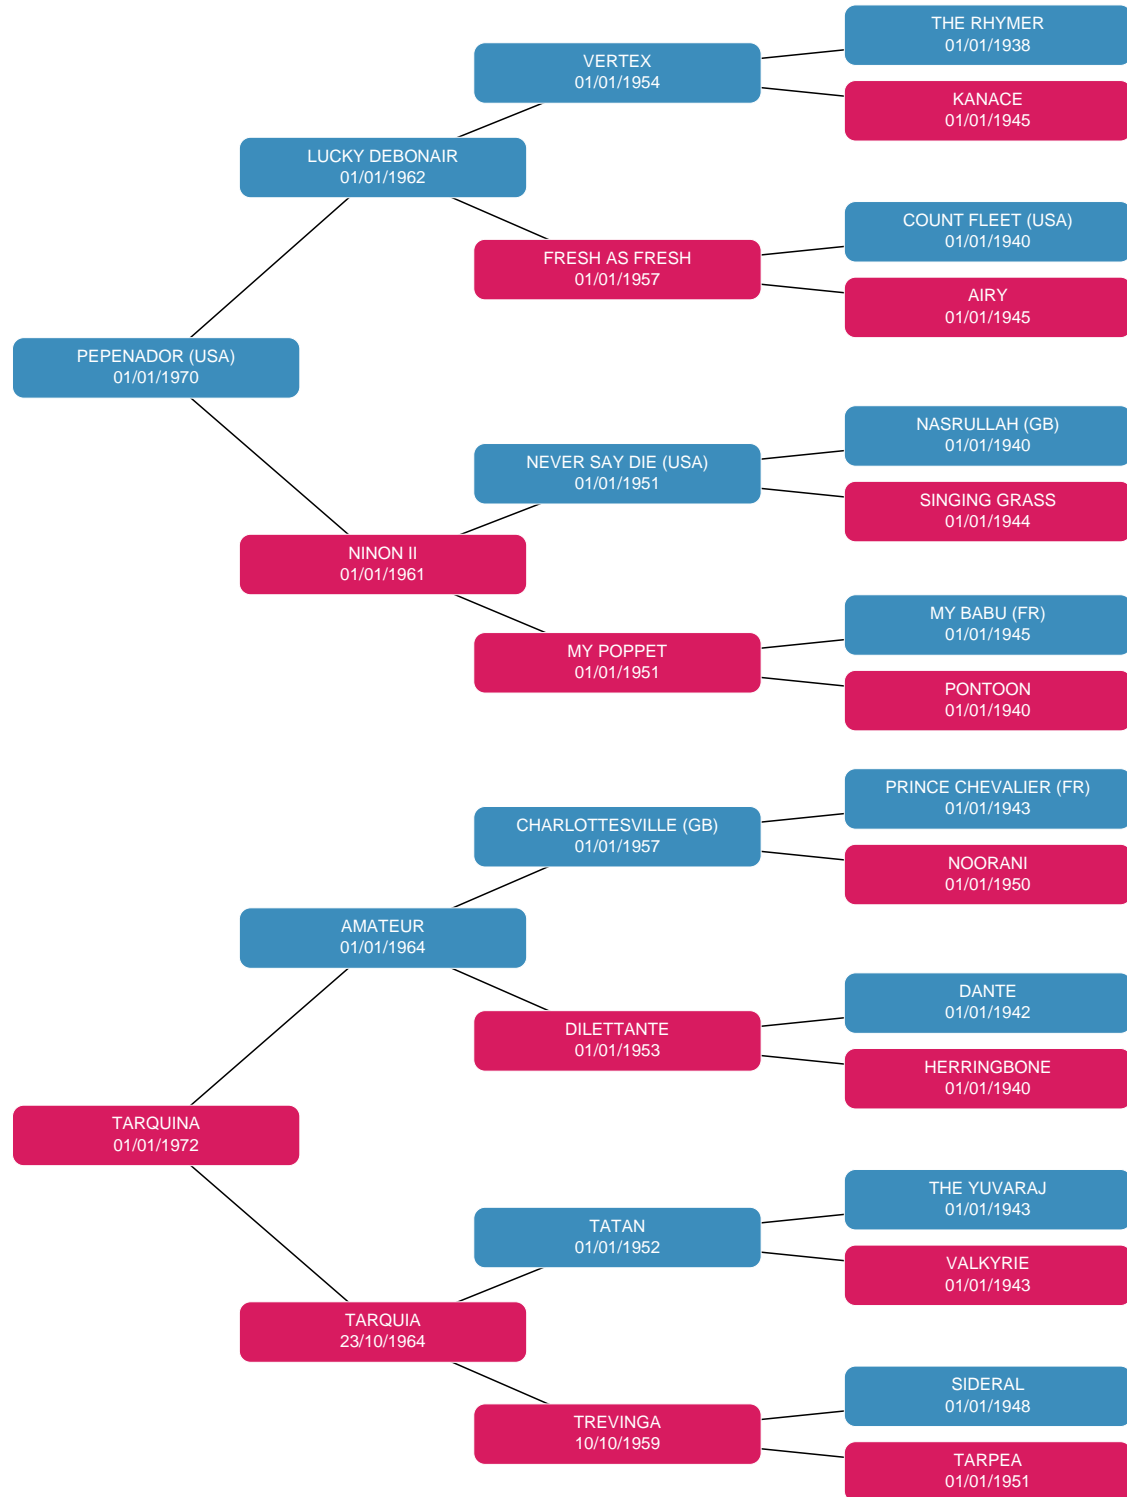 THE RHYMER
01/01/1938
VERTEX
01/01/1954
KANACE
01/01/1945
LUCKY DEBONAIR
01/01/1962
COUNT FLEET (USA)
01/01/1940
FRESH AS FRESH
01/01/1957
AIRY
01/01/1945
PEPENADOR (USA)
01/01/1970
NASRULLAH (GB)
01/01/1940
NEVER SAY DIE (USA)
01/01/1951
SINGING GRASS
01/01/1944
NINON II
01/01/1961
MY BABU (FR)
01/01/1945
MY POPPET
01/01/1951
PONTOON
01/01/1940
PRINCE CHEVALIER (FR)
01/01/1943
CHARLOTTESVILLE (GB)
01/01/1957
NOORANI
01/01/1950
AMATEUR
01/01/1964
DANTE
01/01/1942
DILETTANTE
01/01/1953
HERRINGBONE
01/01/1940
TARQUINA
01/01/1972
THE YUVARAJ
01/01/1943
TATAN
01/01/1952
VALKYRIE
01/01/1943
TARQUIA
23/10/1964
SIDERAL
01/01/1948
TREVINGA
10/10/1959
TARPEA
01/01/1951